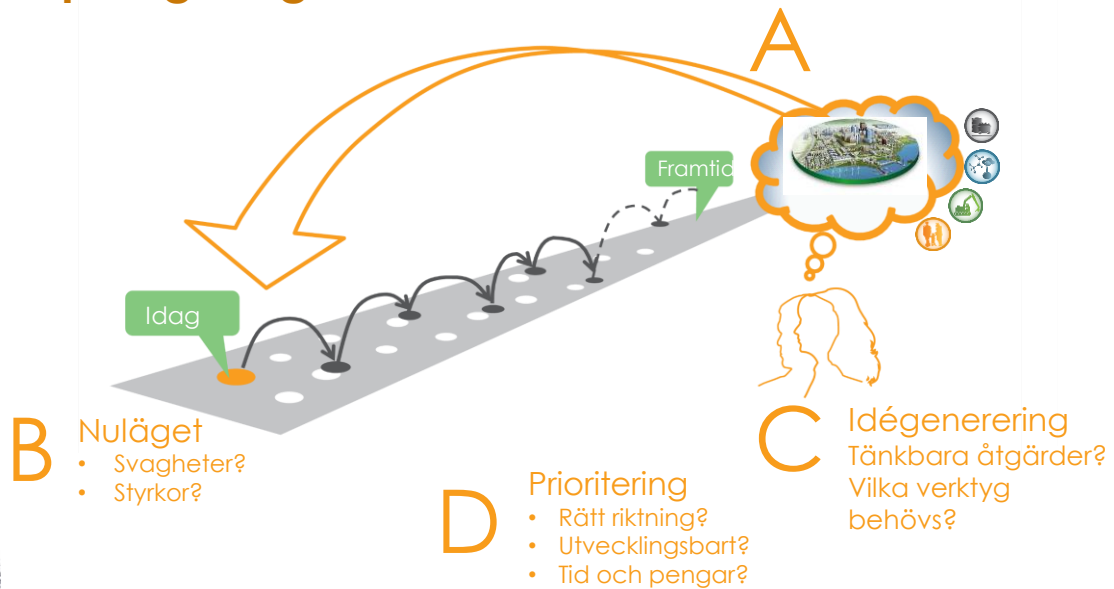 A
Framtid
Idag
B
Nuläget
• Svagheter?
• Styrkor?
C
Idégenerering
Tänkbara åtgärder?
Vilka verktyg
behövs?
D
Prioritering
• Rätt riktning?
• Utvecklingsbart?
• Tid och pengar?